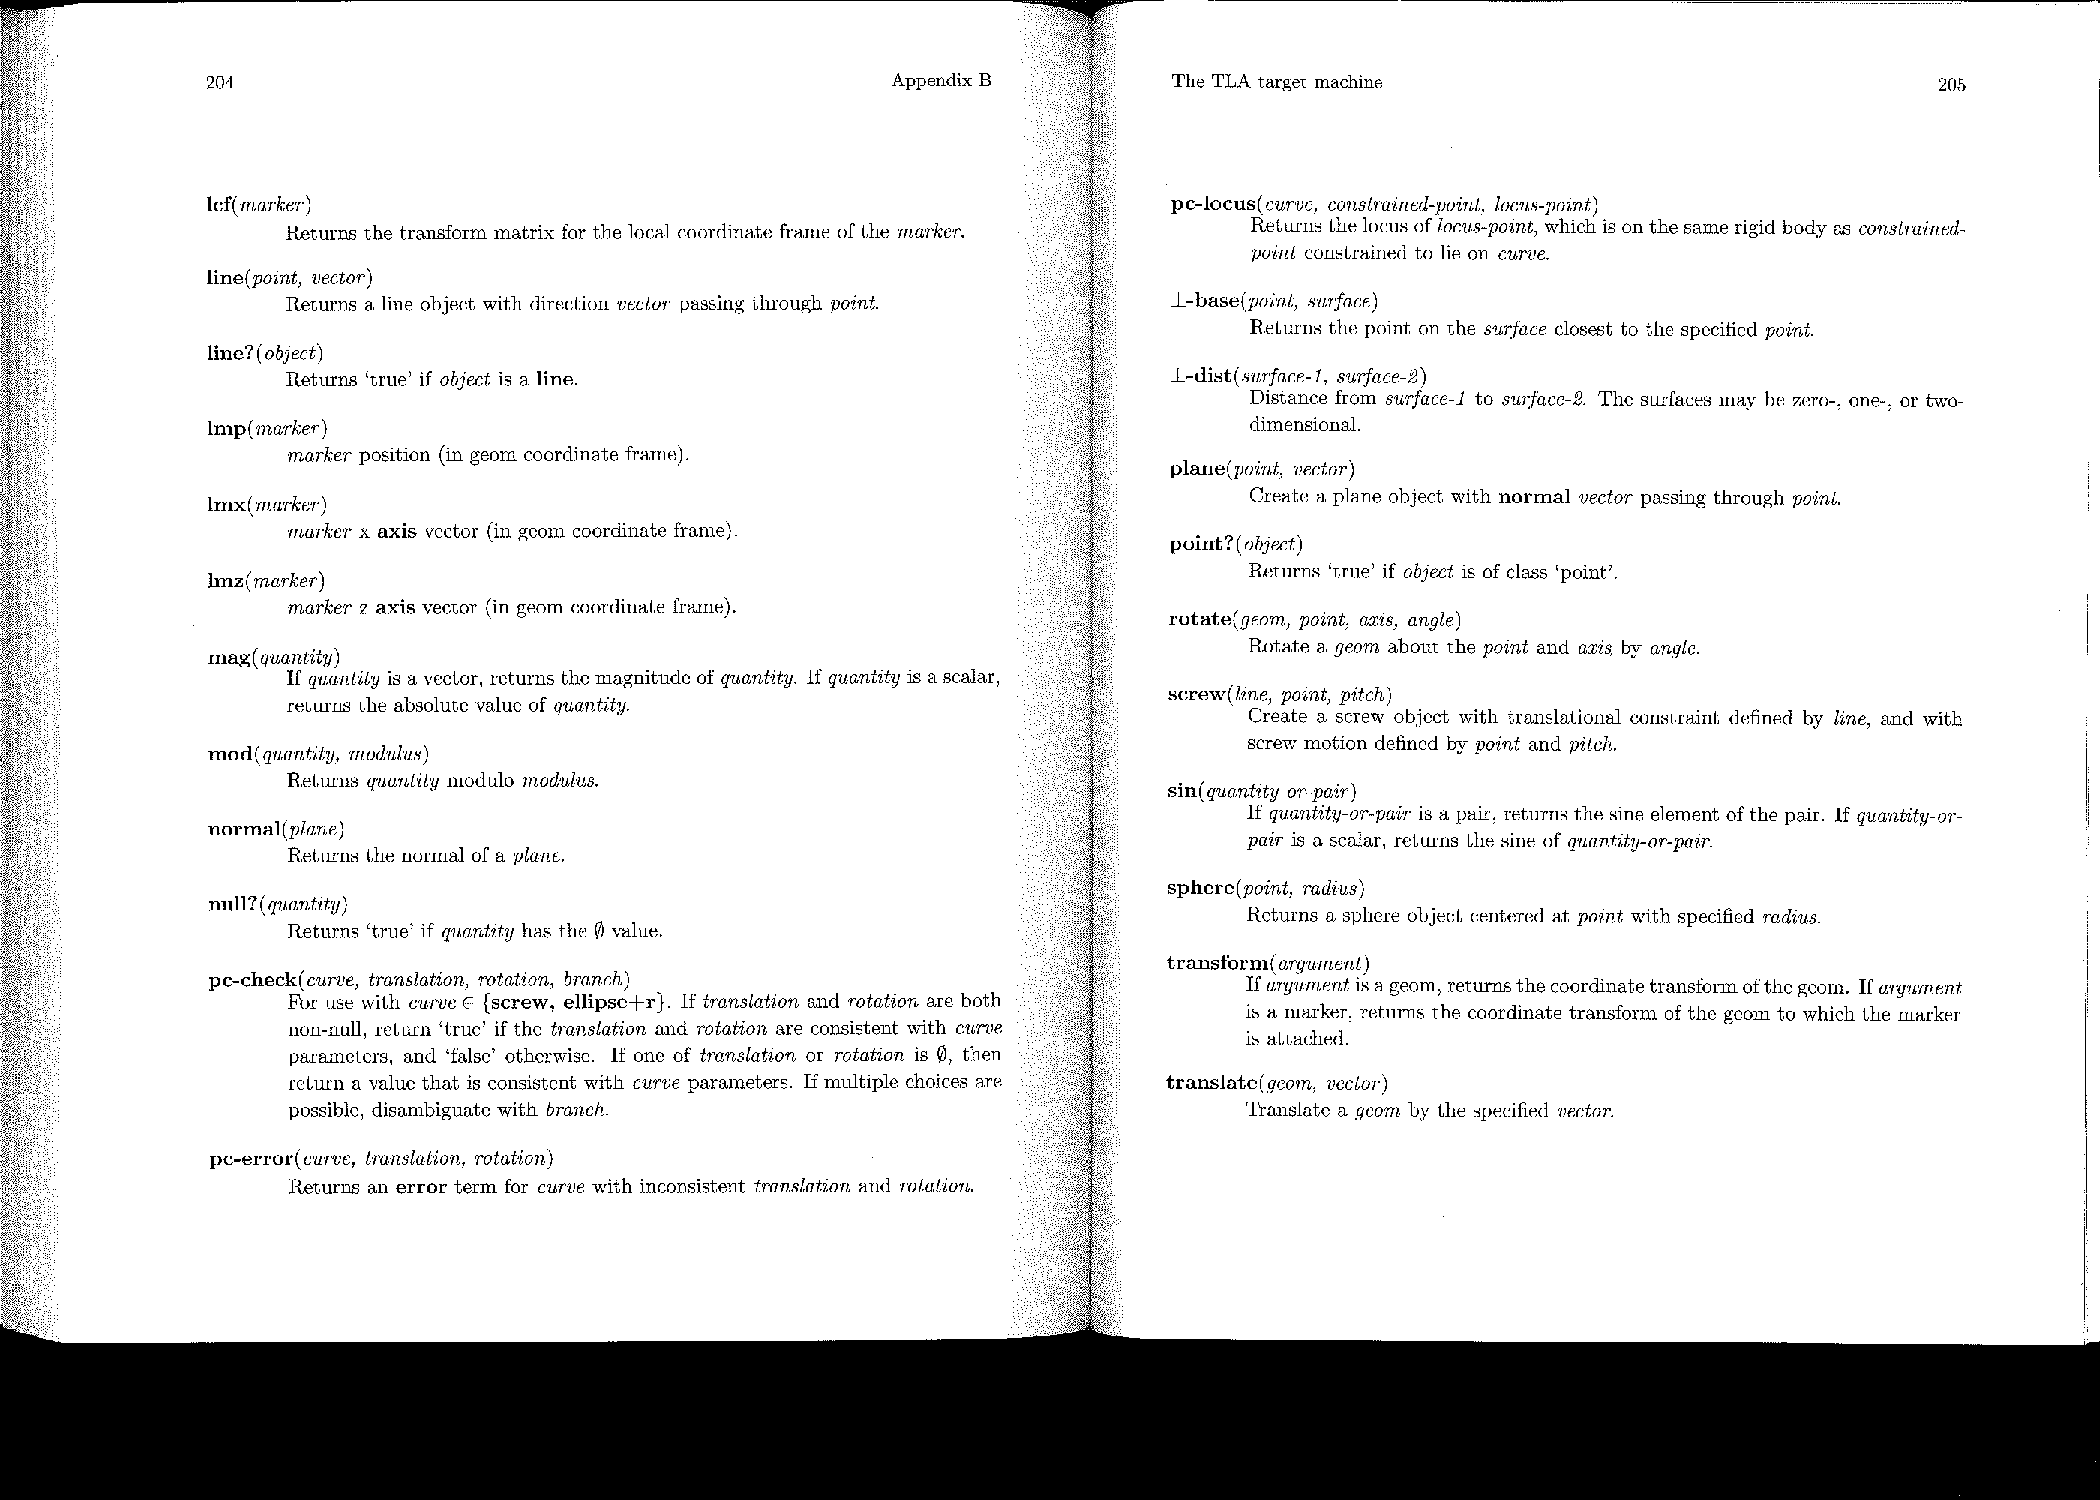 204
Appendix B
lcf(marker)
Returns the transform matrix for the local coordinate frame of the marker.
line(point, vector)
Returns a line object with direction vector passing through point.
line?(object)
Returns ‘true’ if object is a line.
lmp(marker)
marker position (in geom coordinate frame).
lmx(marker)
marker x axis vector (in geom coordinate frame).
lmz(marker)
marker z axis vector (in geom coordinate frame).
mag(quantity)
If quantity is a vector, returns the magnitude of quantity. If quantity is a scalar,
returns the absolute value of quantity.
mod(quantity, modulus)
Returns quantity modulo modulus.
normal(plane)
Returns the normal of a plane.
null?(quantity)
Returns ‘true’ if quantity has the ∅ value.
pc-check(curve, translation, rotation, branch)
For use with curve ∈ {screw, ellipse+r}. If translation and rotation are both
non-null, return ‘true’ if the translation and rotation are consistent with curve
parameters, and ‘false’ otherwise. If one of translation or rotation is ∅, then
return a value that is consistent with curve parameters. If multiple choices are
possible, disambiguate with branch.
pc-error(curve, translation, rotation)
Returns an error term for curve with inconsistent translation and rotation.
The TLA target machine
205
pc-locus(curve, constrained-point, locus-point)
Returns the locus of locus-point, which is on the same rigid body as constrained-
point constrained to lie on curve.
⊥-base(point, surface)
Returns the point on the surface closest to the specified point.
⊥-dist(surface-1, surface-2)
Distance from surface-1 to surface-2. The surfaces may be zero-, one-, or two-
dimensional.
plane(point, vector)
Create a plane object with normal vector passing through point.
point?(object)
Returns ‘true’ if object is of class ‘point’.
rotate(geom, point, axis, angle)
Rotate a geom about the point and axis by angle.
screw(line, point, pitch)
Create a screw object with translational constraint defined by line, and with
screw motion defined by point and pitch.
sin(quantity or pair)
If quantity-or-pair is a pair, returns the sine element of the pair. If quantity-or-
pair is a scalar, returns the sine of quantity-or-pair.
sphere(point, radius)
Returns a sphere object centered at point with specified radius.
transform(argument)
If argument is a geom, returns the coordinate transform of the geom. If argument
is a marker, returns the coordinate transform of the geom to which the marker
is attached.
translate(geom, vector)
Translate a geom by the specified vector.